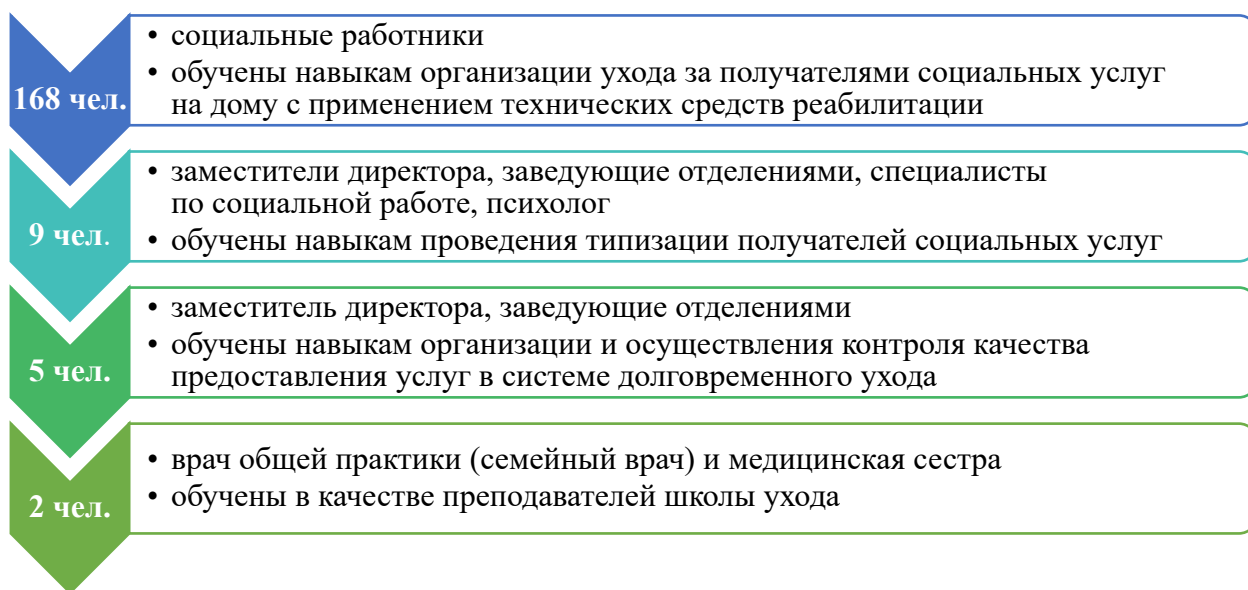 168 чел.
• социальные работники
• обучены навыкам организации ухода за получателями социальных услуг
на дому с применением технических средств реабилитации
9 чел.
• заместители директора, заведующие отделениями, специалисты
по социальной работе, психолог
• обучены навыкам проведения типизации получателей социальных услуг
5 чел.
• заместитель директора, заведующие отделениями
• обучены навыкам организации и осуществления контроля качества
предоставления услуг в системе долговременного ухода
2 чел.
• врач общей практики (семейный врач) и медицинская сестра
• обучены в качестве преподавателей школы ухода